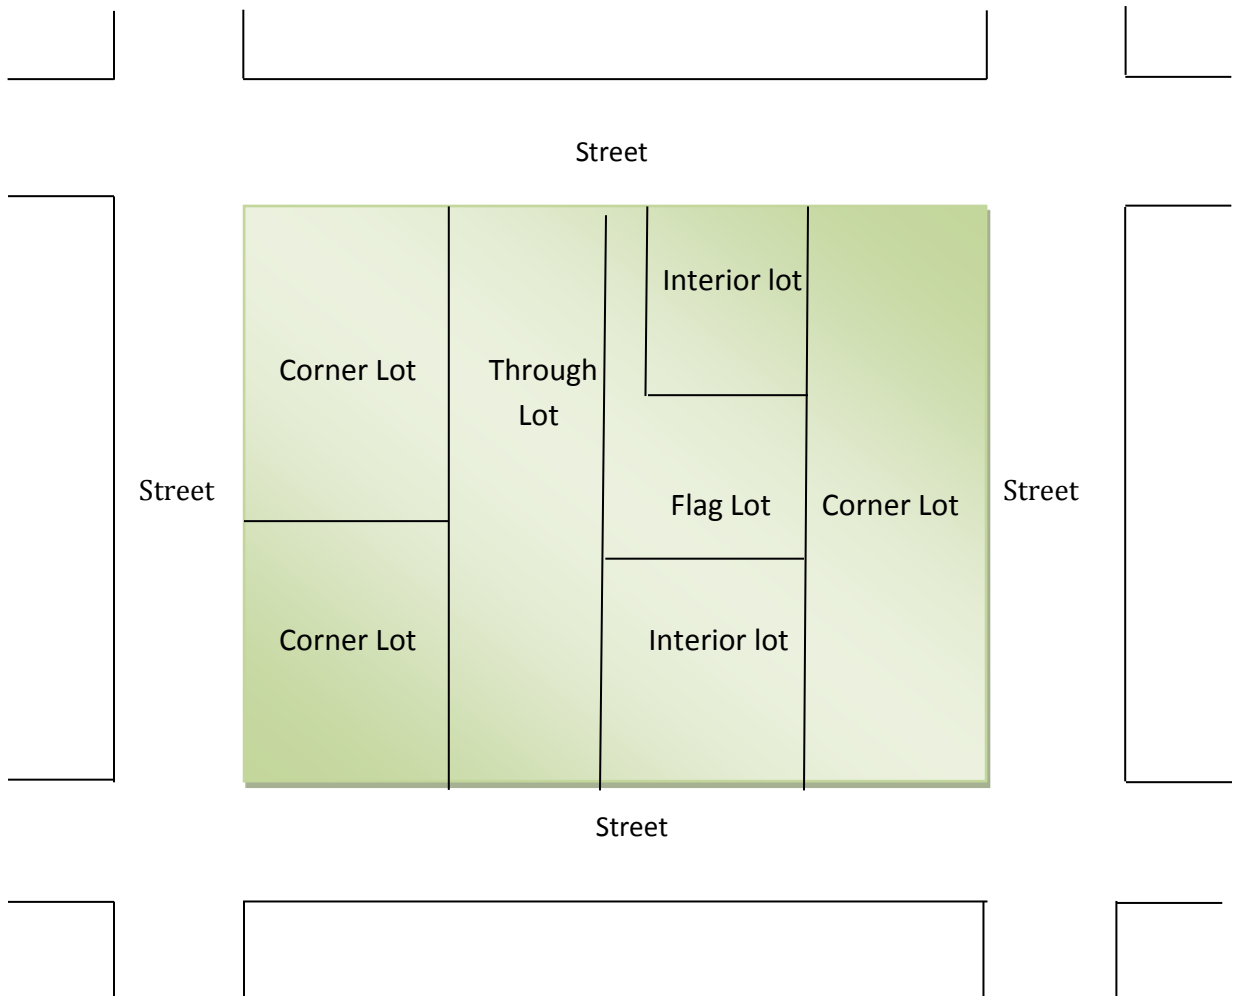 Street
Interior lot
Corner Lot
Through
Lot
Street
Flag Lot
Corner Lot
Street
Corner Lot
Interior lot
Street